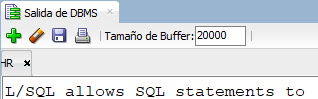 Salida de DBMS
Tamaño de Buffer: 20000
HR
L/SQL allows SQL statements to